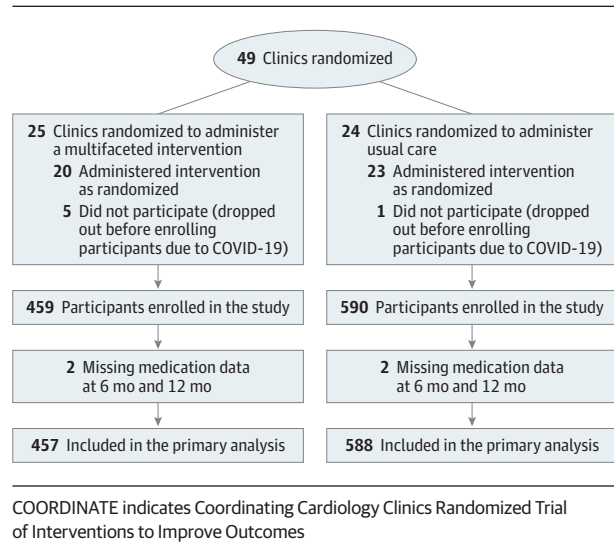 49 Clinics randomized
25 Clinics randomized to administer
a multifaceted intervention
20 Administered intervention
as randomized
5 Did not participate (dropped
out before enrolling
participants due to COVID-19)
24 Clinics randomized to administer
usual care
23 Administered intervention
as randomized
1 Did not participate (dropped
out before enrolling
participants due to COVID-19)
459 Participants enrolled in the study
590 Participants enrolled in the study
2 Missing medication data
at 6 mo and 12 mo
2 Missing medication data
at 6 mo and 12 mo
457 Included in the primary analysis
588 Included in the primary analysis
COORDINATE indicates Coordinating Cardiology Clinics Randomized Trial
of Interventions to Improve Outcomes